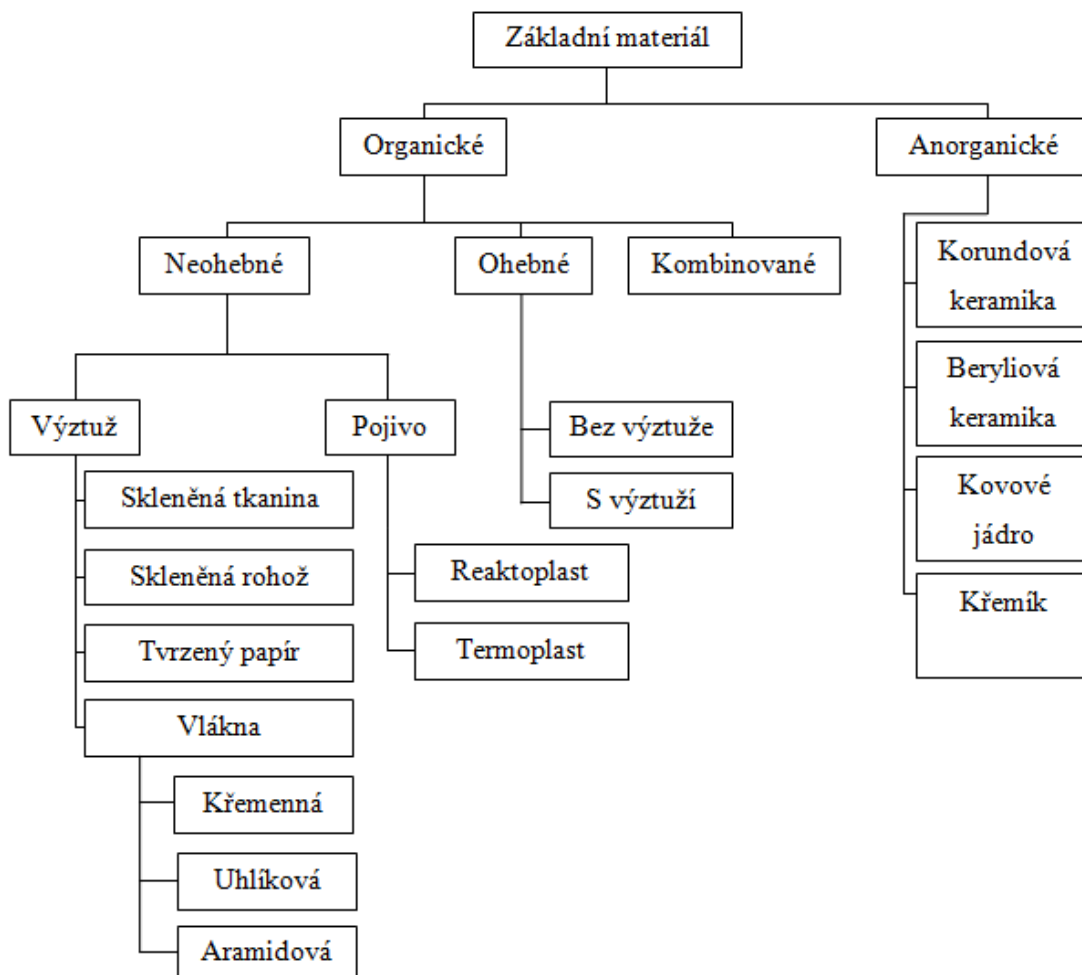 Základní materiál
Organické
Anorganické
Neohebné
Ohebné
Kombinované
Korundová
keramika
Beryliová
keramika
Kovové
jádro
Křemík
Výztuž
Pojivo
Bez výztuže
S výztuží
Skleněná tkanina
Skleněná rohož
Tvrzený papír
Vlákna
Reaktoplast
Termoplast
Křemenná
Uhlíková
Aramidová